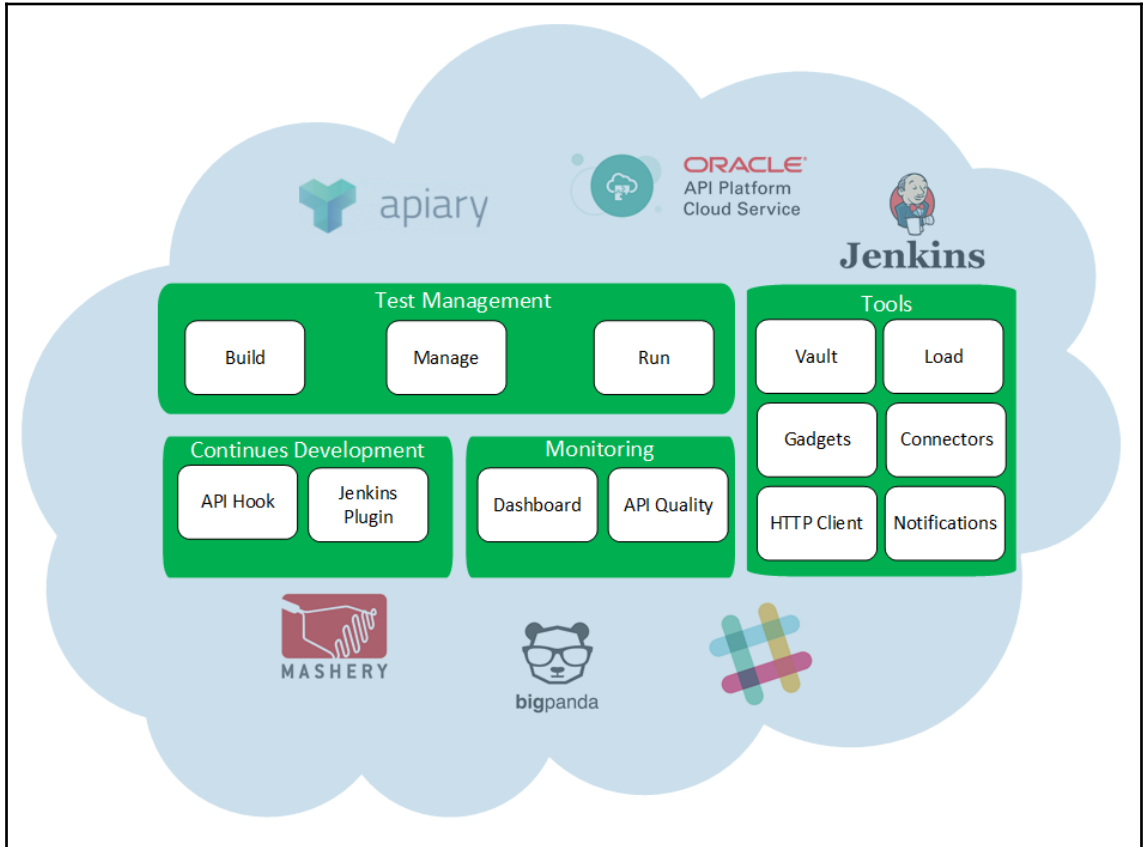 apiary
ORACLE
API Platform
Cloud Service
Jenkins
Test Management
Build
Manage
Run
Tools
Vault
Load
Gadgets
Connectors
HTTP Client
Notifications
Continues Development
API Hook
Jenkins
Plugin
Monitoring
Dashboard
API Quality
MASHERY
bigpanda